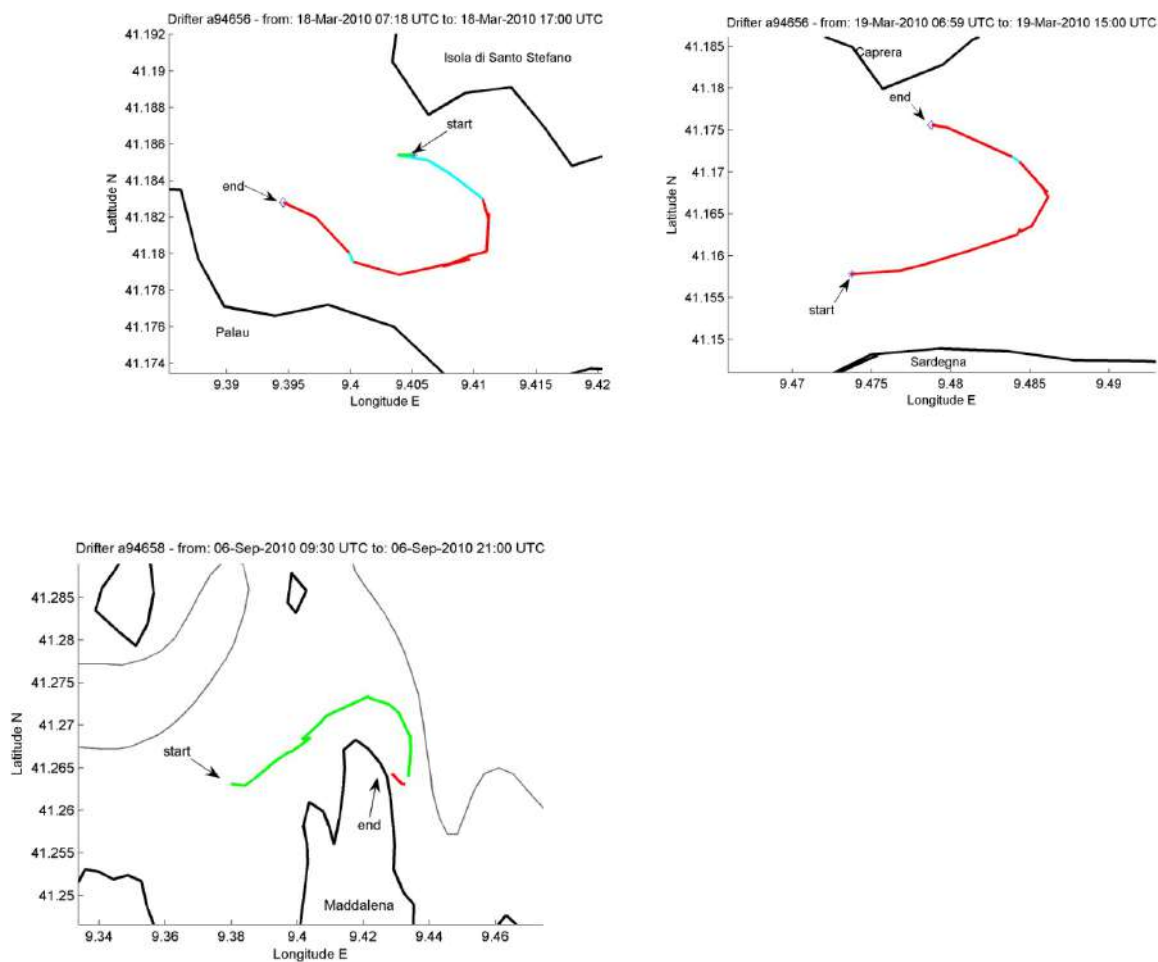 Drifter a94656 - from: 18-Mar-2010 07:18 UTC to: 18-Mar-2010 17:00 UTC
41.192
41.19
41.188
41.186
41.184
41.182
41.18
41.178
41.176
41.174
Latitude N
Isola di Santo Stefano
start
end
Palau
9.39 9.395 9.4 9.405 9.41 9.415 9.42
Longitude E
Drifter a94656 - from: 19-Mar-2010 06:59 UTC to: 19-Mar-2010 15:00 UTC
41.185
41.18
41.175
41.17
41.165
41.16
41.155
41.15
Latitude N
Caprera
end
start
Sardegna
9.47 9.475 9.48 9.485 9.49
Longitude E
Drifter a94658 - from: 06-Sep-2010 09:30 UTC to: 06-Sep-2010 21:00 UTC
41.285
41.28
41.275
41.27
41.265
41.26
41.255
41.25
Latitude N
start
end
Maddalena
9.34 9.36 9.38 9.4 9.42 9.44 9.46
Longitude E